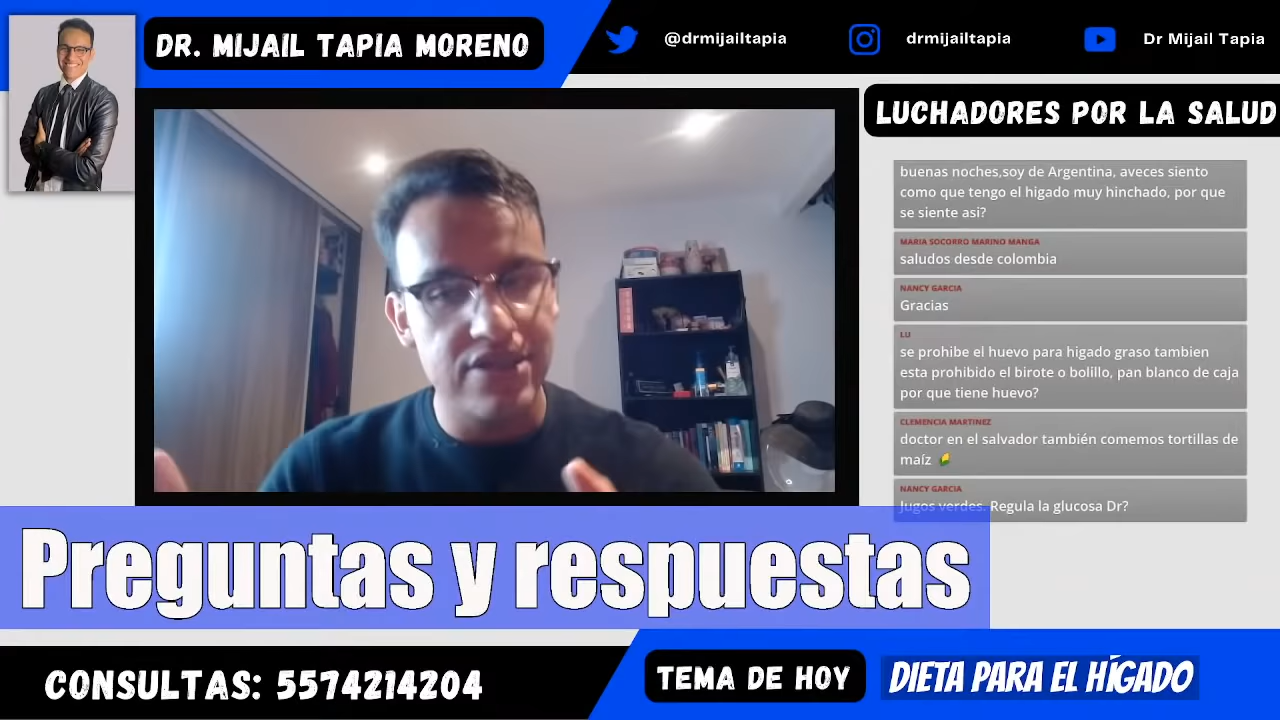 DR. MIJAIL TAPIA MORENO
@drmijailtapia
drmijailtapia
Dr Mijail Tapia
LUCHADORES POR LA SALUD
buenas noches,soy de Argentina, aveces siento
como que tengo el higado muy hinchado, por que
se siente asi?
MARIA SOCORRO MARINO MANGA
saludos desde colombia
NANCY GARCIA
Gracias
LU
se prohibe el huevo para higado graso tambien
esta prohibido el birote o bolillo, pan blanco de caja
por que tiene huevo?
CLEMENCIA MARTINEZ
doctor en el salvador también comemos tortillas de
maíz 🌽
NANCY GARCIA
Jugos verdes. Regula la glucosa Dr?
Preguntas y respuestas
CONSULTAS: 5574214204
TEMA DE HOY
DIETA PARA EL HÍGADO